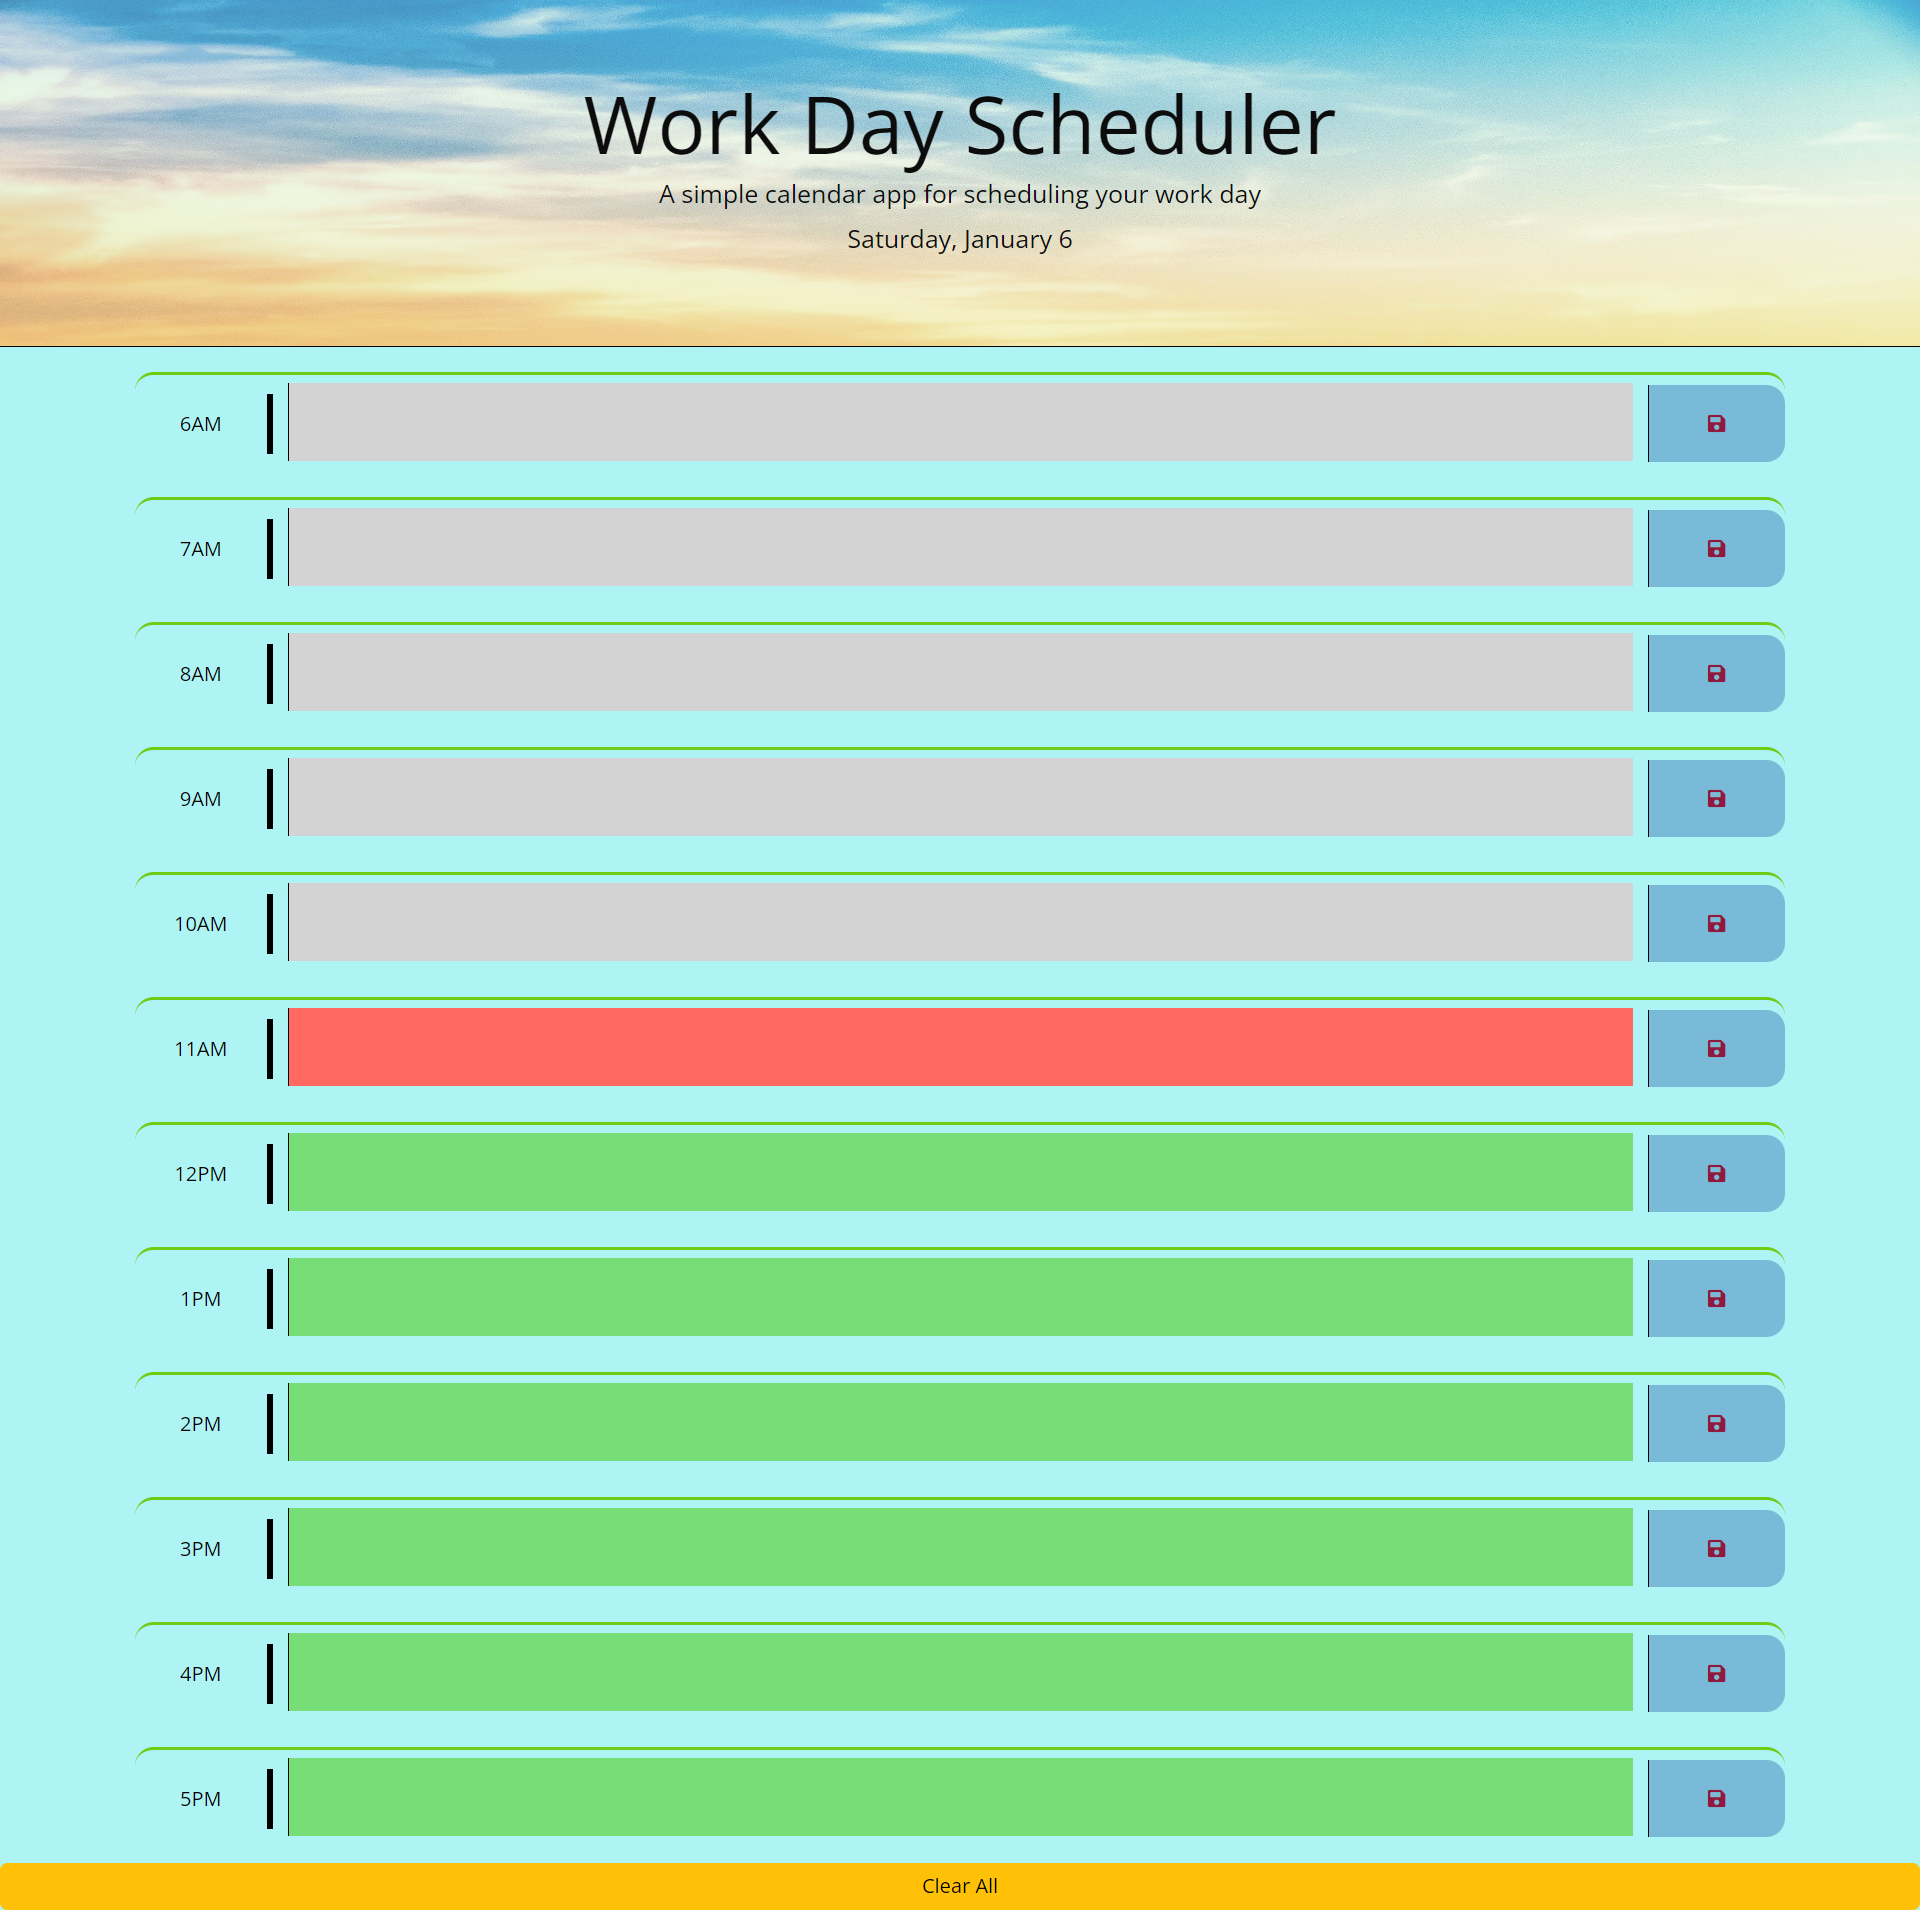 Work Day Scheduler
A simple calendar app for scheduling your work day
Saturday, January 6
6AM
7AM
8AM
9AM
10AM
11AM
12PM
1PM
2PM
3PM
4PM
5PM
Clear All